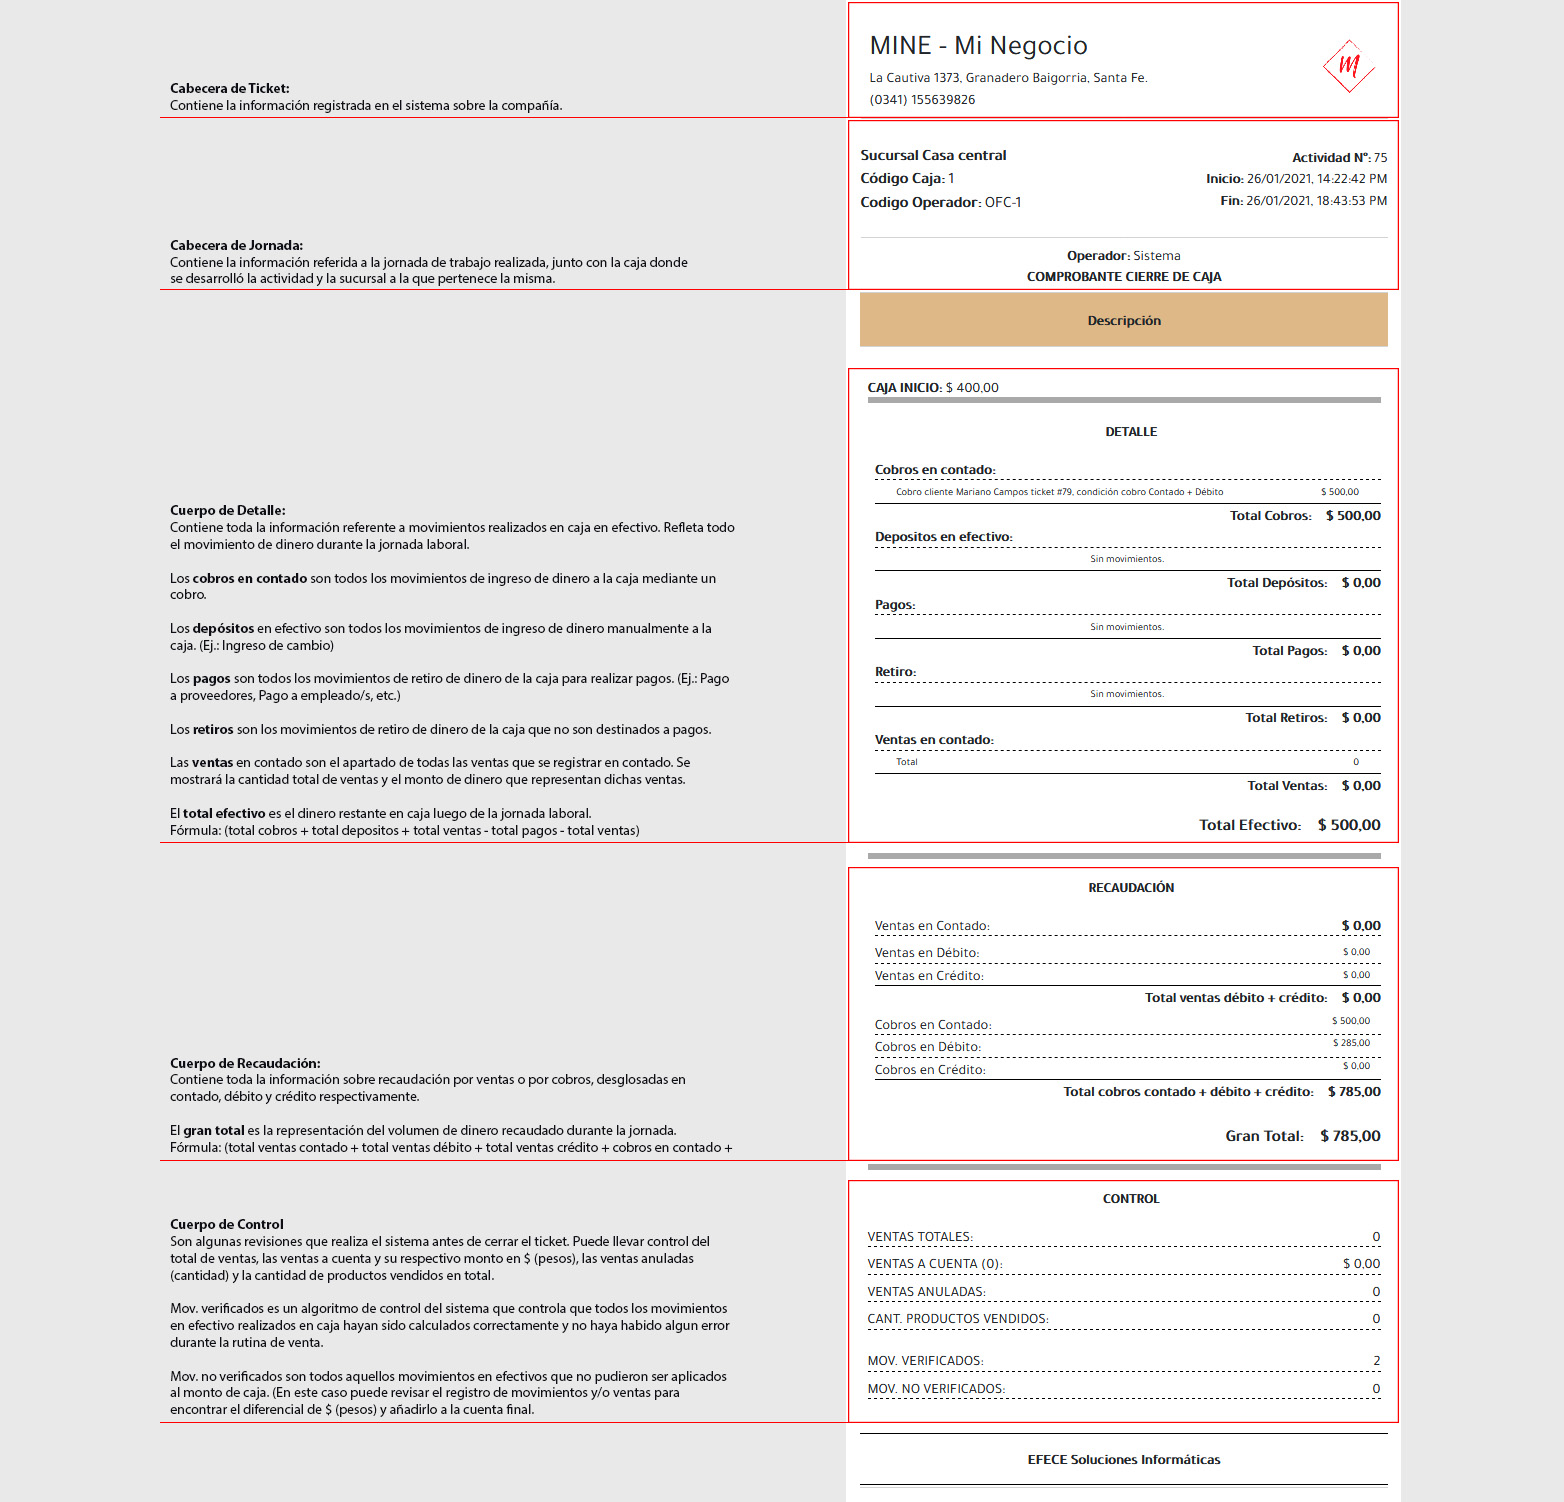 MINE - Mi Negocio
La Cautiva 1373, Granadero Baigorria, Santa Fe.
(0341) 155639826
M
Cabecera de Ticket:
Contiene la información registrada en el sistema sobre la compañía.
Sucursal Casa central
Código Caja: 1
Codigo Operador: OFC-1
Actividad N°: 75
Inicio: 26/01/2021, 14:22:42 PM
Fin: 26/01/2021, 18:43:53 PM
Operador: Sistema
COMPROBANTE CIERRE DE CAJA
Cabecera de Jornada:
Contiene la información referida a la jornada de trabajo realizada, junto con la caja donde
se desarrolló la actividad y la sucursal a la que pertenece la misma.
Descripción
CAJA INICIO: $ 400,00
DETALLE
Cobros en contado:
Cobro cliente Mariano Campos ticket #79, condición cobro Contado + Débito $ 500,00
Total Cobros: $ 500,00
Depositos en efectivo:
Sin movimientos.
Total Depósitos: $ 0,00
Pagos:
Sin movimientos.
Total Pagos: $ 0,00
Retiro:
Sin movimientos.
Total Retiros: $ 0,00
Ventas en contado:
Total 0
Total Ventas: $ 0,00
Total Efectivo: $ 500,00
Cuerpo de Detalle:
Contiene toda la información referente a movimientos realizados en caja en efectivo. Refleta todo
el movimiento de dinero durante la jornada laboral.
Los cobros en contado son todos los movimientos de ingreso de dinero a la caja mediante un
cobro.
Los depósitos en efectivo son todos los movimientos de ingreso de dinero manualmente a la
caja. (Ej.: Ingreso de cambio)
Los pagos son todos los movimientos de retiro de dinero de la caja para realizar pagos. (Ej.: Pago
a proveedores, Pago a empleado/s, etc.)
Los retiros son los movimientos de retiro de dinero de la caja que no son destinados a pagos.
Las ventas en contado son el apartado de todas las ventas que se registrar en contado. Se
mostrará la cantidad total de ventas y el monto de dinero que representan dichas ventas.
El total efectivo es el dinero restante en caja luego de la jornada laboral.
Fórmula: (total cobros + total depositos + total ventas - total pagos - total ventas)
RECAUDACIÓN
Ventas en Contado: $ 0,00
Ventas en Débito: $ 0,00
Ventas en Crédito: $ 0,00
Total ventas débito + crédito: $ 0,00
Cobros en Contado: $ 500,00
Cobros en Débito: $ 285,00
Cobros en Crédito: $ 0,00
Total cobros contado + débito + crédito: $ 785,00
Gran Total: $ 785,00
Cuerpo de Recaudación:
Contiene toda la información sobre recaudación por ventas o por cobros, desglosadas en
contado, débito y crédito respectivamente.
El gran total es la representación del volumen de dinero recaudado durante la jornada.
Fórmula: (total ventas contado + total ventas débito + total ventas crédito + cobros en contado +
CONTROL
VENTAS TOTALES: 0
VENTAS A CUENTA (0): $ 0,00
VENTAS ANULADAS: 0
CANT. PRODUCTOS VENDIDOS: 0
MOV. VERIFICADOS: 2
MOV. NO VERIFICADOS: 0
Cuerpo de Control
Son algunas revisiones que realiza el sistema antes de cerrar el ticket. Puede llevar control del
total de ventas, las ventas a cuenta y su respectivo monto en $ (pesos), las ventas anuladas
(cantidad) y la cantidad de productos vendidos en total.
Mov. verificados es un algoritmo de control del sistema que controla que todos los movimientos
en efectivo realizados en caja hayan sido calculados correctamente y no haya habido algun error
durante la rutina de venta.
Mov. no verificados son todos aquellos movimientos en efectivos que no pudieron ser aplicados
al monto de caja. (En este caso puede revisar el registro de movimientos y/o ventas para
encontrar el diferencial de $ (pesos) y añadirlo a la cuenta final.
EFECE Soluciones Informáticas